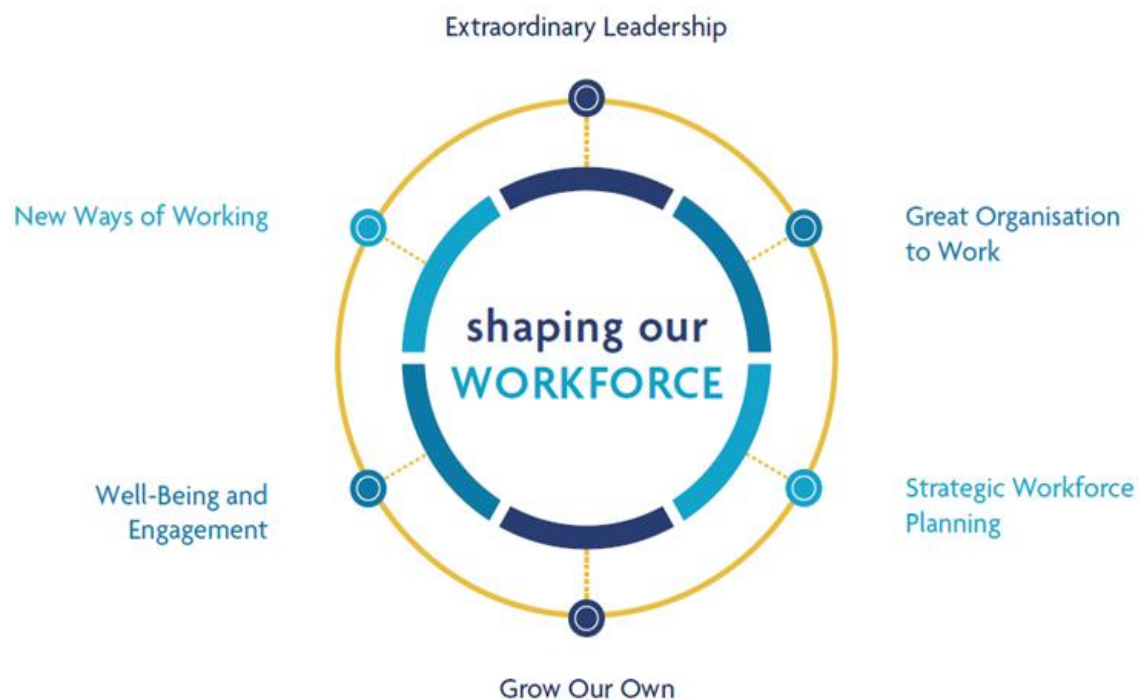 Extraordinary Leadership
New Ways of Working
Great Organisation
to Work
shaping our
WORKFORCE
Well-Being and
Engagement
Strategic Workforce
Planning
Grow Our Own